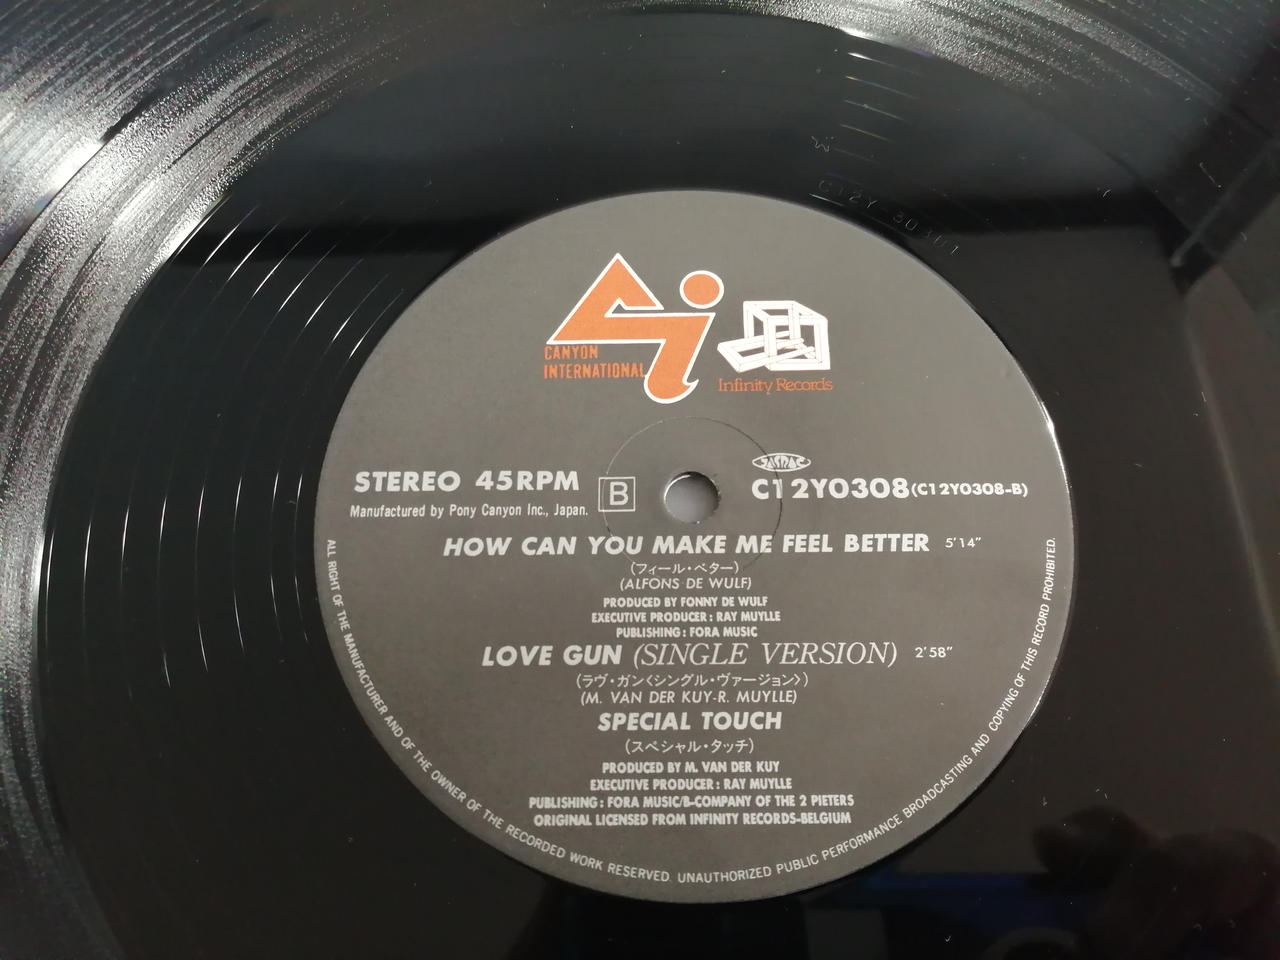 C12Y-30301
CANYON
INTERNATIONAL
Infinity Records
STEREO 45RPM
B
JASRAC
C12Y0308(C12Y0308-B)
Manufactured by Pony Canyon Inc., Japan.
HOW CAN YOU MAKE ME FEEL BETTER 5'14"
(フィール・ベター)
(ALFONS DE WULF)
PRODUCED BY FONNY DE WULF
EXECUTIVE PRODUCER: RAY MUYLLE
PUBLISHING: FORA MUSIC
LOVE GUN (SINGLE VERSION) 2'58"
(ラヴ・ガン〈シングル・ヴァージョン〉)
(M. VAN DER KUY-R. MUYLLE)
SPECIAL TOUCH
(スペシャル・タッチ)
PRODUCED BY M. VAN DER KUY
EXECUTIVE PRODUCER: RAY MUYLLE
PUBLISHING: FORA MUSIC/B-COMPANY OF THE 2 PIETERS
ORIGINAL LICENSED FROM INFINITY RECORDS-BELGIUM
ALL RIGHT OF THE MANUFACTURER AND OF THE OWNER OF THE RECORDED WORK RESERVED. UNAUTHORIZED PUBLIC PERFORMANCE BROADCASTING AND COPYING OF THIS RECORD PROHIBITED.